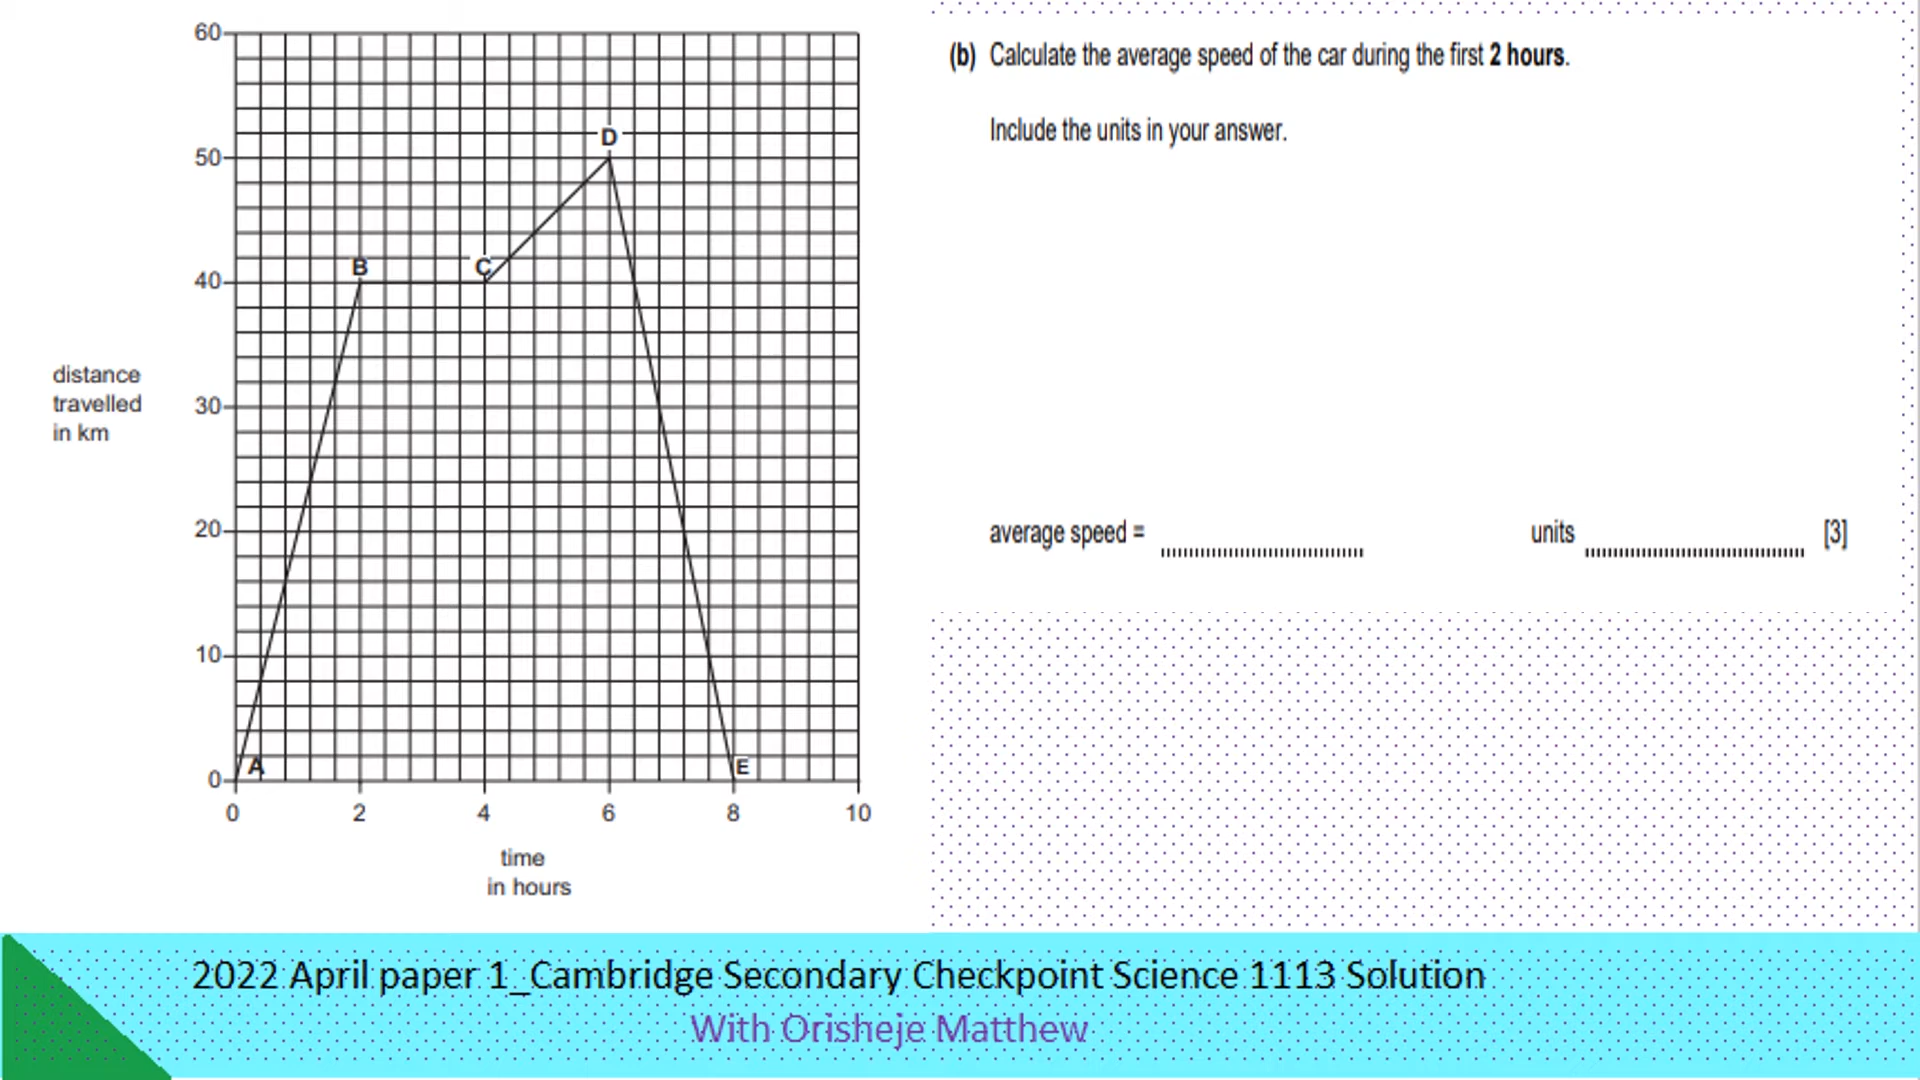 60
50
40
30
20
10
0
distance
travelled
in km
A
B
C
D
E
0 2 4 6 8 10
time
in hours
(b) Calculate the average speed of the car during the first 2 hours.
Include the units in your answer.
average speed = ........................ units ........................ [3]
2022 April paper 1_Cambridge Secondary Checkpoint Science 1113 Solution
With Orisheje Matthew